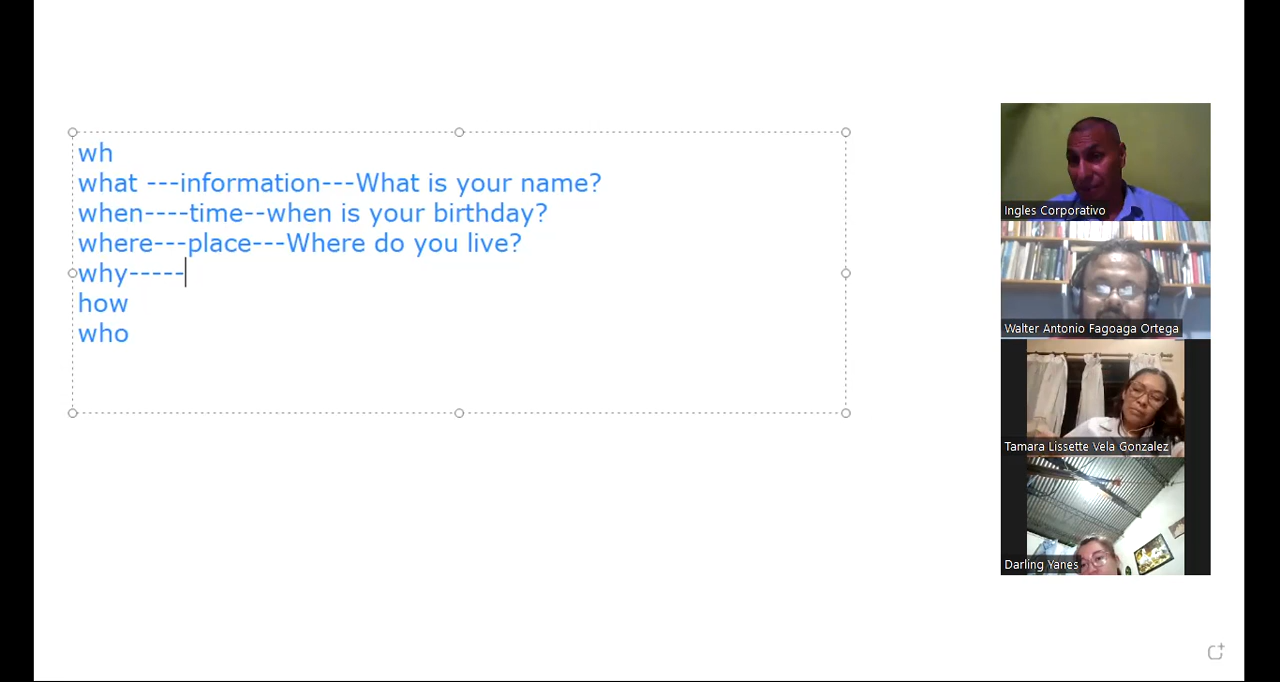 wh
what ---information---What is your name?
when----time--when is your birthday?
where---place---Where do you live?
why-----
how
who
Ingles Corporativo
Walter Antonio Fagoaga Ortega
Tamara Lissette Vela Gonzalez
Darling Yanes